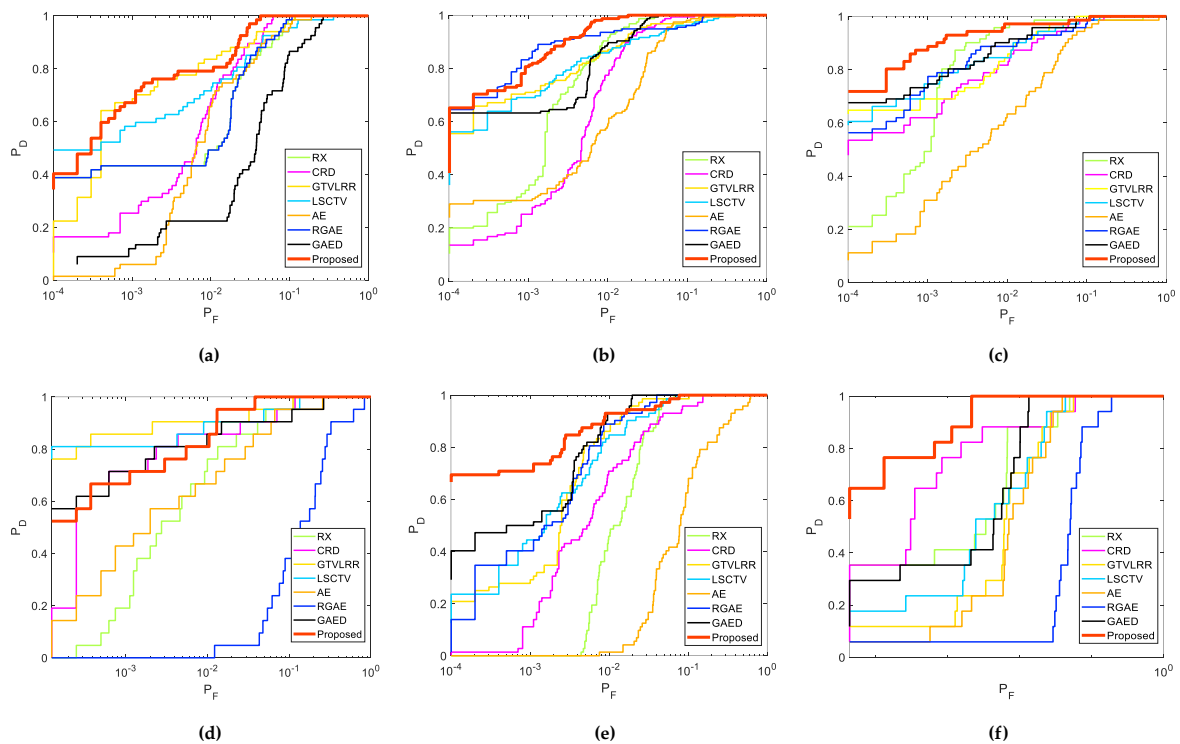 1
0.8
0.6
0.4
0.2
0
P_D
RX
CRD
GTVLRR
LSCTV
AE
RGAE
GAED
Proposed
10^-4 10^-3 10^-2 10^-1 10^0
P_F
(a)
1
0.8
0.6
0.4
0.2
0
P_D
RX
CRD
GTVLRR
LSCTV
AE
RGAE
GAED
Proposed
10^-4 10^-3 10^-2 10^-1 10^0
P_F
(b)
1
0.8
0.6
0.4
0.2
0
P_D
RX
CRD
GTVLRR
LSCTV
AE
RGAE
GAED
Proposed
10^-4 10^-3 10^-2 10^-1 10^0
P_F
(c)
1
0.8
0.6
0.4
0.2
0
P_D
RX
CRD
GTVLRR
LSCTV
AE
RGAE
GAED
Proposed
10^-3 10^-2 10^-1 10^0
P_F
(d)
1
0.8
0.6
0.4
0.2
0
P_D
RX
CRD
GTVLRR
LSCTV
AE
RGAE
GAED
Proposed
10^-4 10^-3 10^-2 10^-1 10^0
P_F
(e)
1
0.8
0.6
0.4
0.2
0
P_D
RX
CRD
GTVLRR
LSCTV
AE
RGAE
GAED
Proposed
10^0
P_F
(f)